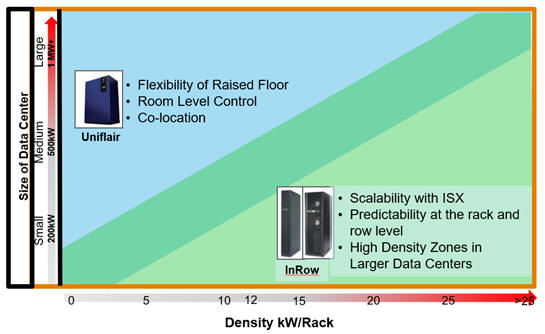 Size of Data Center
Large
Medium
Small
1 MW+
500kW
200kW
Uniflair
• Flexibility of Raised Floor
• Room Level Control
• Co-location
InRow
• Scalability with ISX
• Predictability at the rack and
row level
• High Density Zones in
Larger Data Centers
0 5 10 12 15 20 25 >25
Density kW/Rack